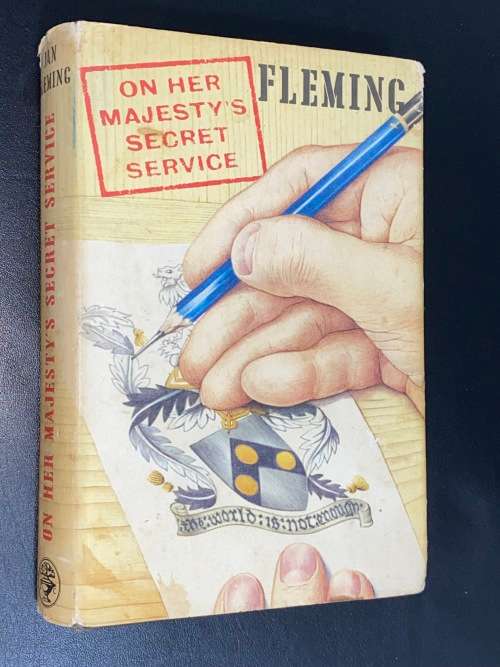 IAN
FLEMING
ON HER MAJESTY'S SECRET SERVICE
ON HER
MAJESTY'S
SECRET
SERVICE
FLEMING
the:world:is:not:enough